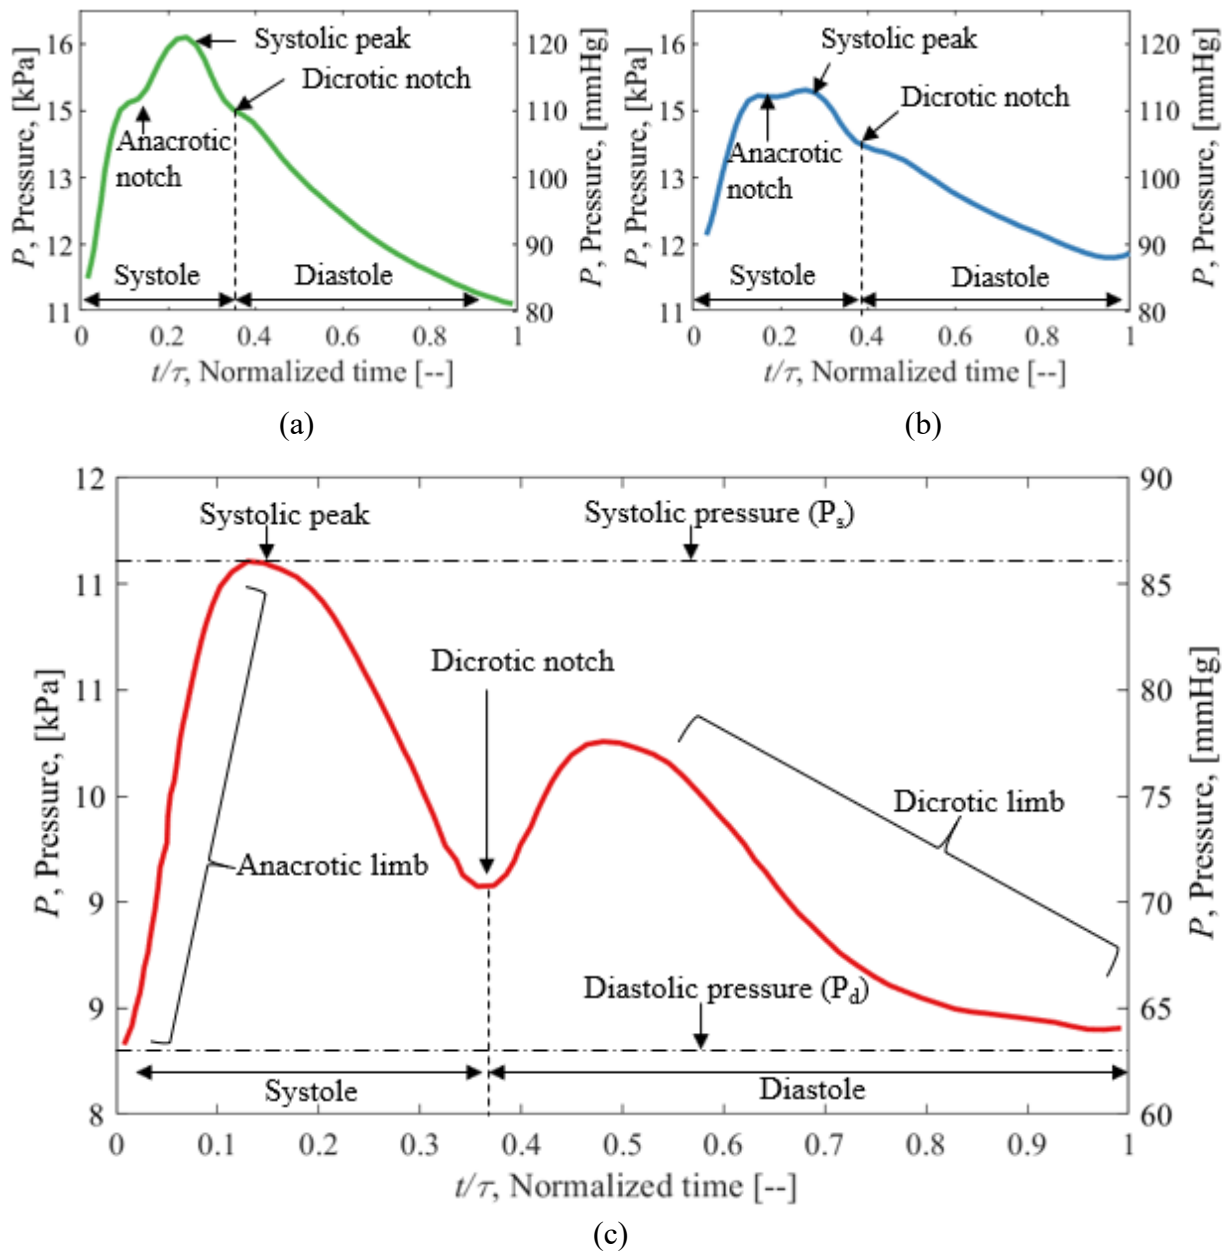 16
15
13
12
11
P, Pressure, [kPa]
120
110
100
90
80
P, Pressure, [mmHg]
Systolic peak
Dicrotic notch
Anacrotic
notch
Systole
Diastole
0
0.2
0.4
0.6
0.8
1
t/τ, Normalized time [--]
(a)
16
15
13
12
11
P, Pressure, [kPa]
120
110
100
90
80
P, Pressure, [mmHg]
Systolic peak
Dicrotic notch
Anacrotic
notch
Systole
Diastole
0
0.2
0.4
0.6
0.8
1
t/τ, Normalized time [--]
(b)
12
11
11
10
9
9
8
P, Pressure, [kPa]
90
85
80
75
70
65
60
P, Pressure, [mmHg]
Systolic peak
Systolic pressure (Ps)
Dicrotic notch
Dicrotic limb
Anacrotic limb
Diastolic pressure (Pd)
Systole
Diastole
0
0.1
0.2
0.3
0.4
0.5
0.6
0.7
0.8
0.9
1
t/τ, Normalized time [--]
(c)